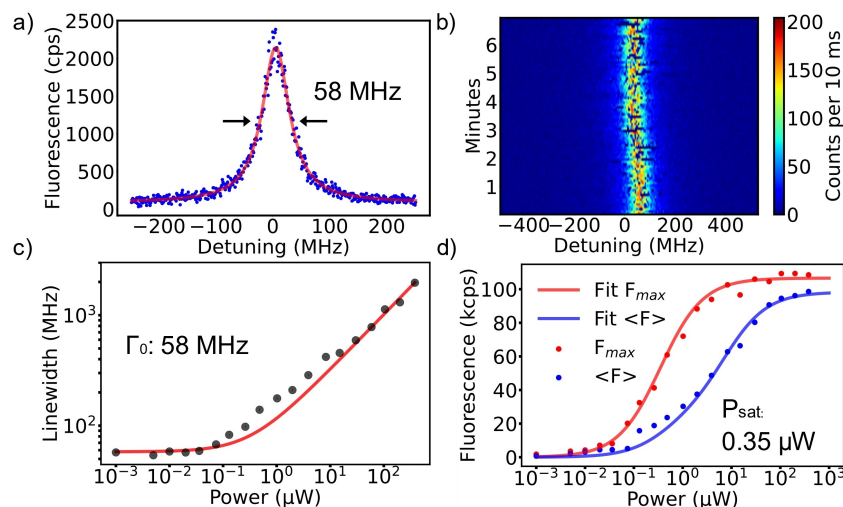 a)
2500
2000
1500
1000
500
0
Fluorescence (cps)
58 MHz
−200 −100 0 100 200
Detuning (MHz)
b)
6
5
4
3
2
1
Minutes
−400 −200 0 200 400
Detuning (MHz)
200
150
100
50
0
Counts per 10 ms
c)
10³
10²
Linewidth (MHz)
Γ₀: 58 MHz
10⁻³ 10⁻² 10⁻¹ 10⁰ 10¹ 10²
Power (µW)
d)
100
80
60
40
20
0
Fluorescence (kcps)
Fit Fₘₐₓ
Fit <F>
Fₘₐₓ
<F>
Psat:
0.35 µW
10⁻³ 10⁻² 10⁻¹ 10⁰ 10¹ 10² 10³
Power (µW)